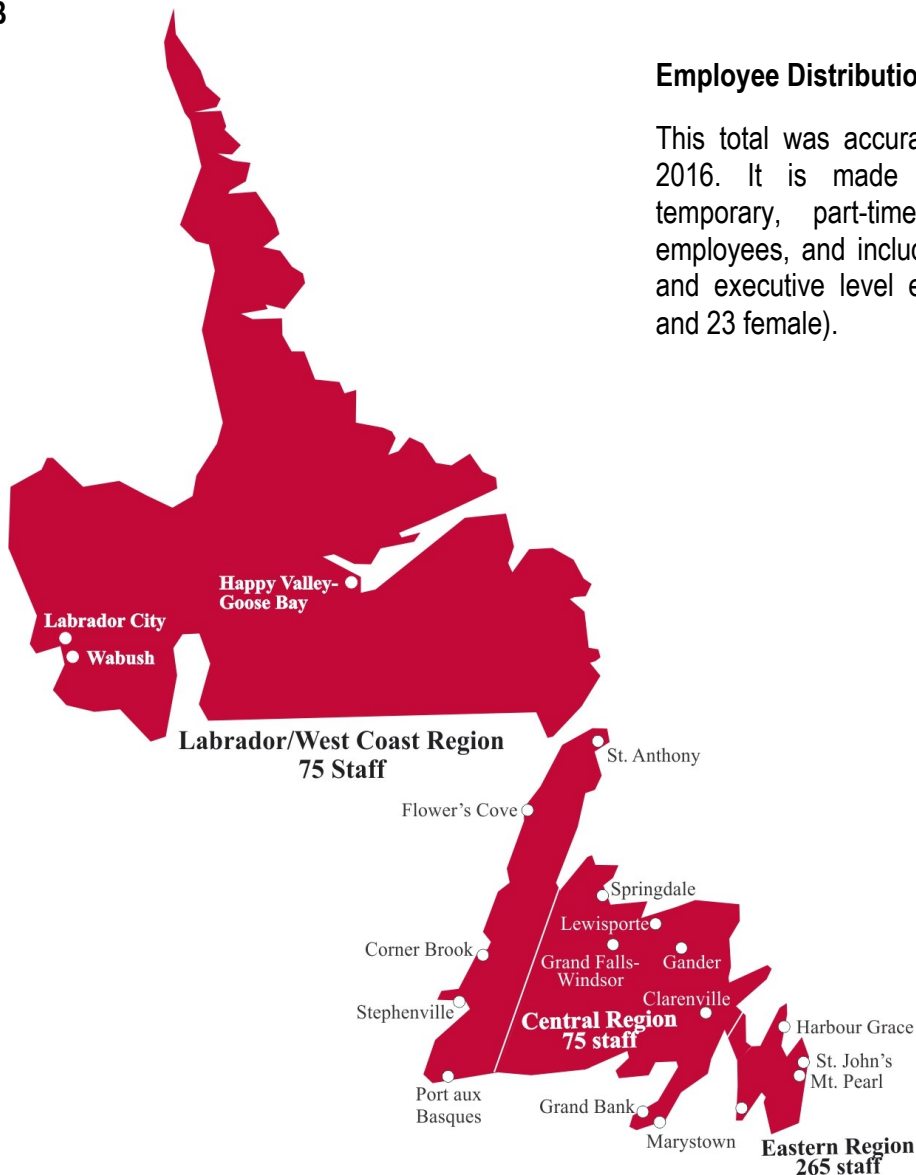 Employee Distribution
This total was accura
2016. It is made
temporary, part-time
employees, and includ
and executive level e
and 23 female).
Happy Valley-
Goose Bay
Labrador City
Wabush
Labrador/West Coast Region
75 Staff
St. Anthony
Flower's Cove
Springdale
Lewisporte
Corner Brook
Grand Falls-
Windsor
Gander
Stephenville
Clarenville
Central Region
75 staff
Harbour Grace
St. John's
Mt. Pearl
Port aux
Basques
Grand Bank
Marystown
Eastern Region
265 staff